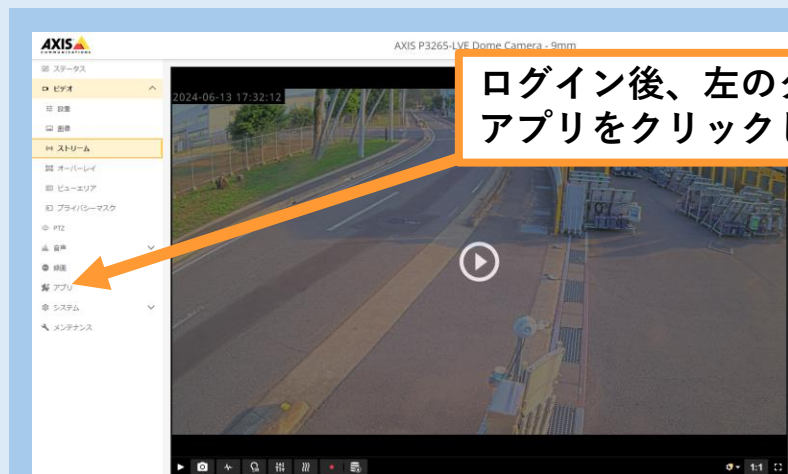 AXIS
COMMUNICATIONS
AXIS P3265-LVE Dome Camera - 9mm
ステータス
ビデオ
設置
画像
ストリーム
オーバーレイ
ビューエリア
プライバシーマスク
PTZ
音声
録画
アプリ
システム
メンテナンス
2024-06-13 17:32:12
ログイン後、左の
アプリをクリック
1:1